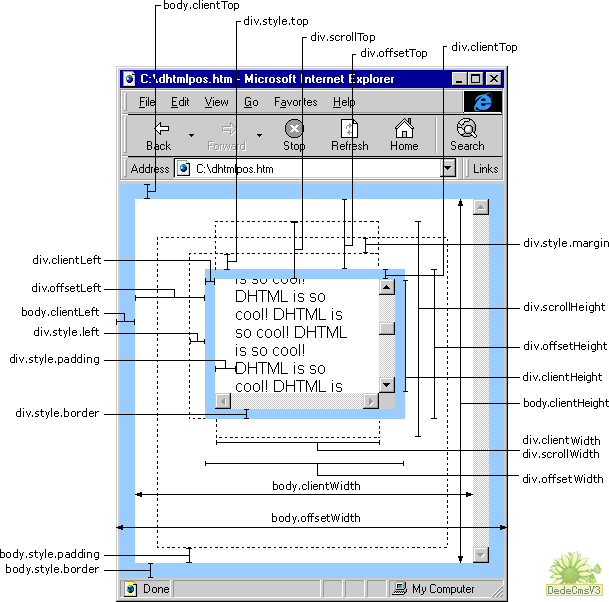 body.clientTop
div.style.top
div.scrollTop
div.offsetTop
div.clientTop
C:\dhtmlpos.htm - Microsoft Internet Explorer
File Edit View Go Favorites Help
Back Forward Stop Refresh Home Search
Address C:\dhtmlpos.htm Links
div.style.margin
div.clientLeft
div.offsetLeft
body.clientLeft
div.style.left
div.style.padding
div.style.border
is so cool!
DHTML is so
cool! DHTML is
so cool! DHTML
is so cool!
DHTML is so
cool! DHTML is
div.scrollHeight
div.offsetHeight
div.clientHeight
body.clientHeight
div.clientWidth
div.scrollWidth
div.offsetWidth
body.clientWidth
body.offsetWidth
body.style.padding
body.style.border
Done My Computer
DedeCmsV3